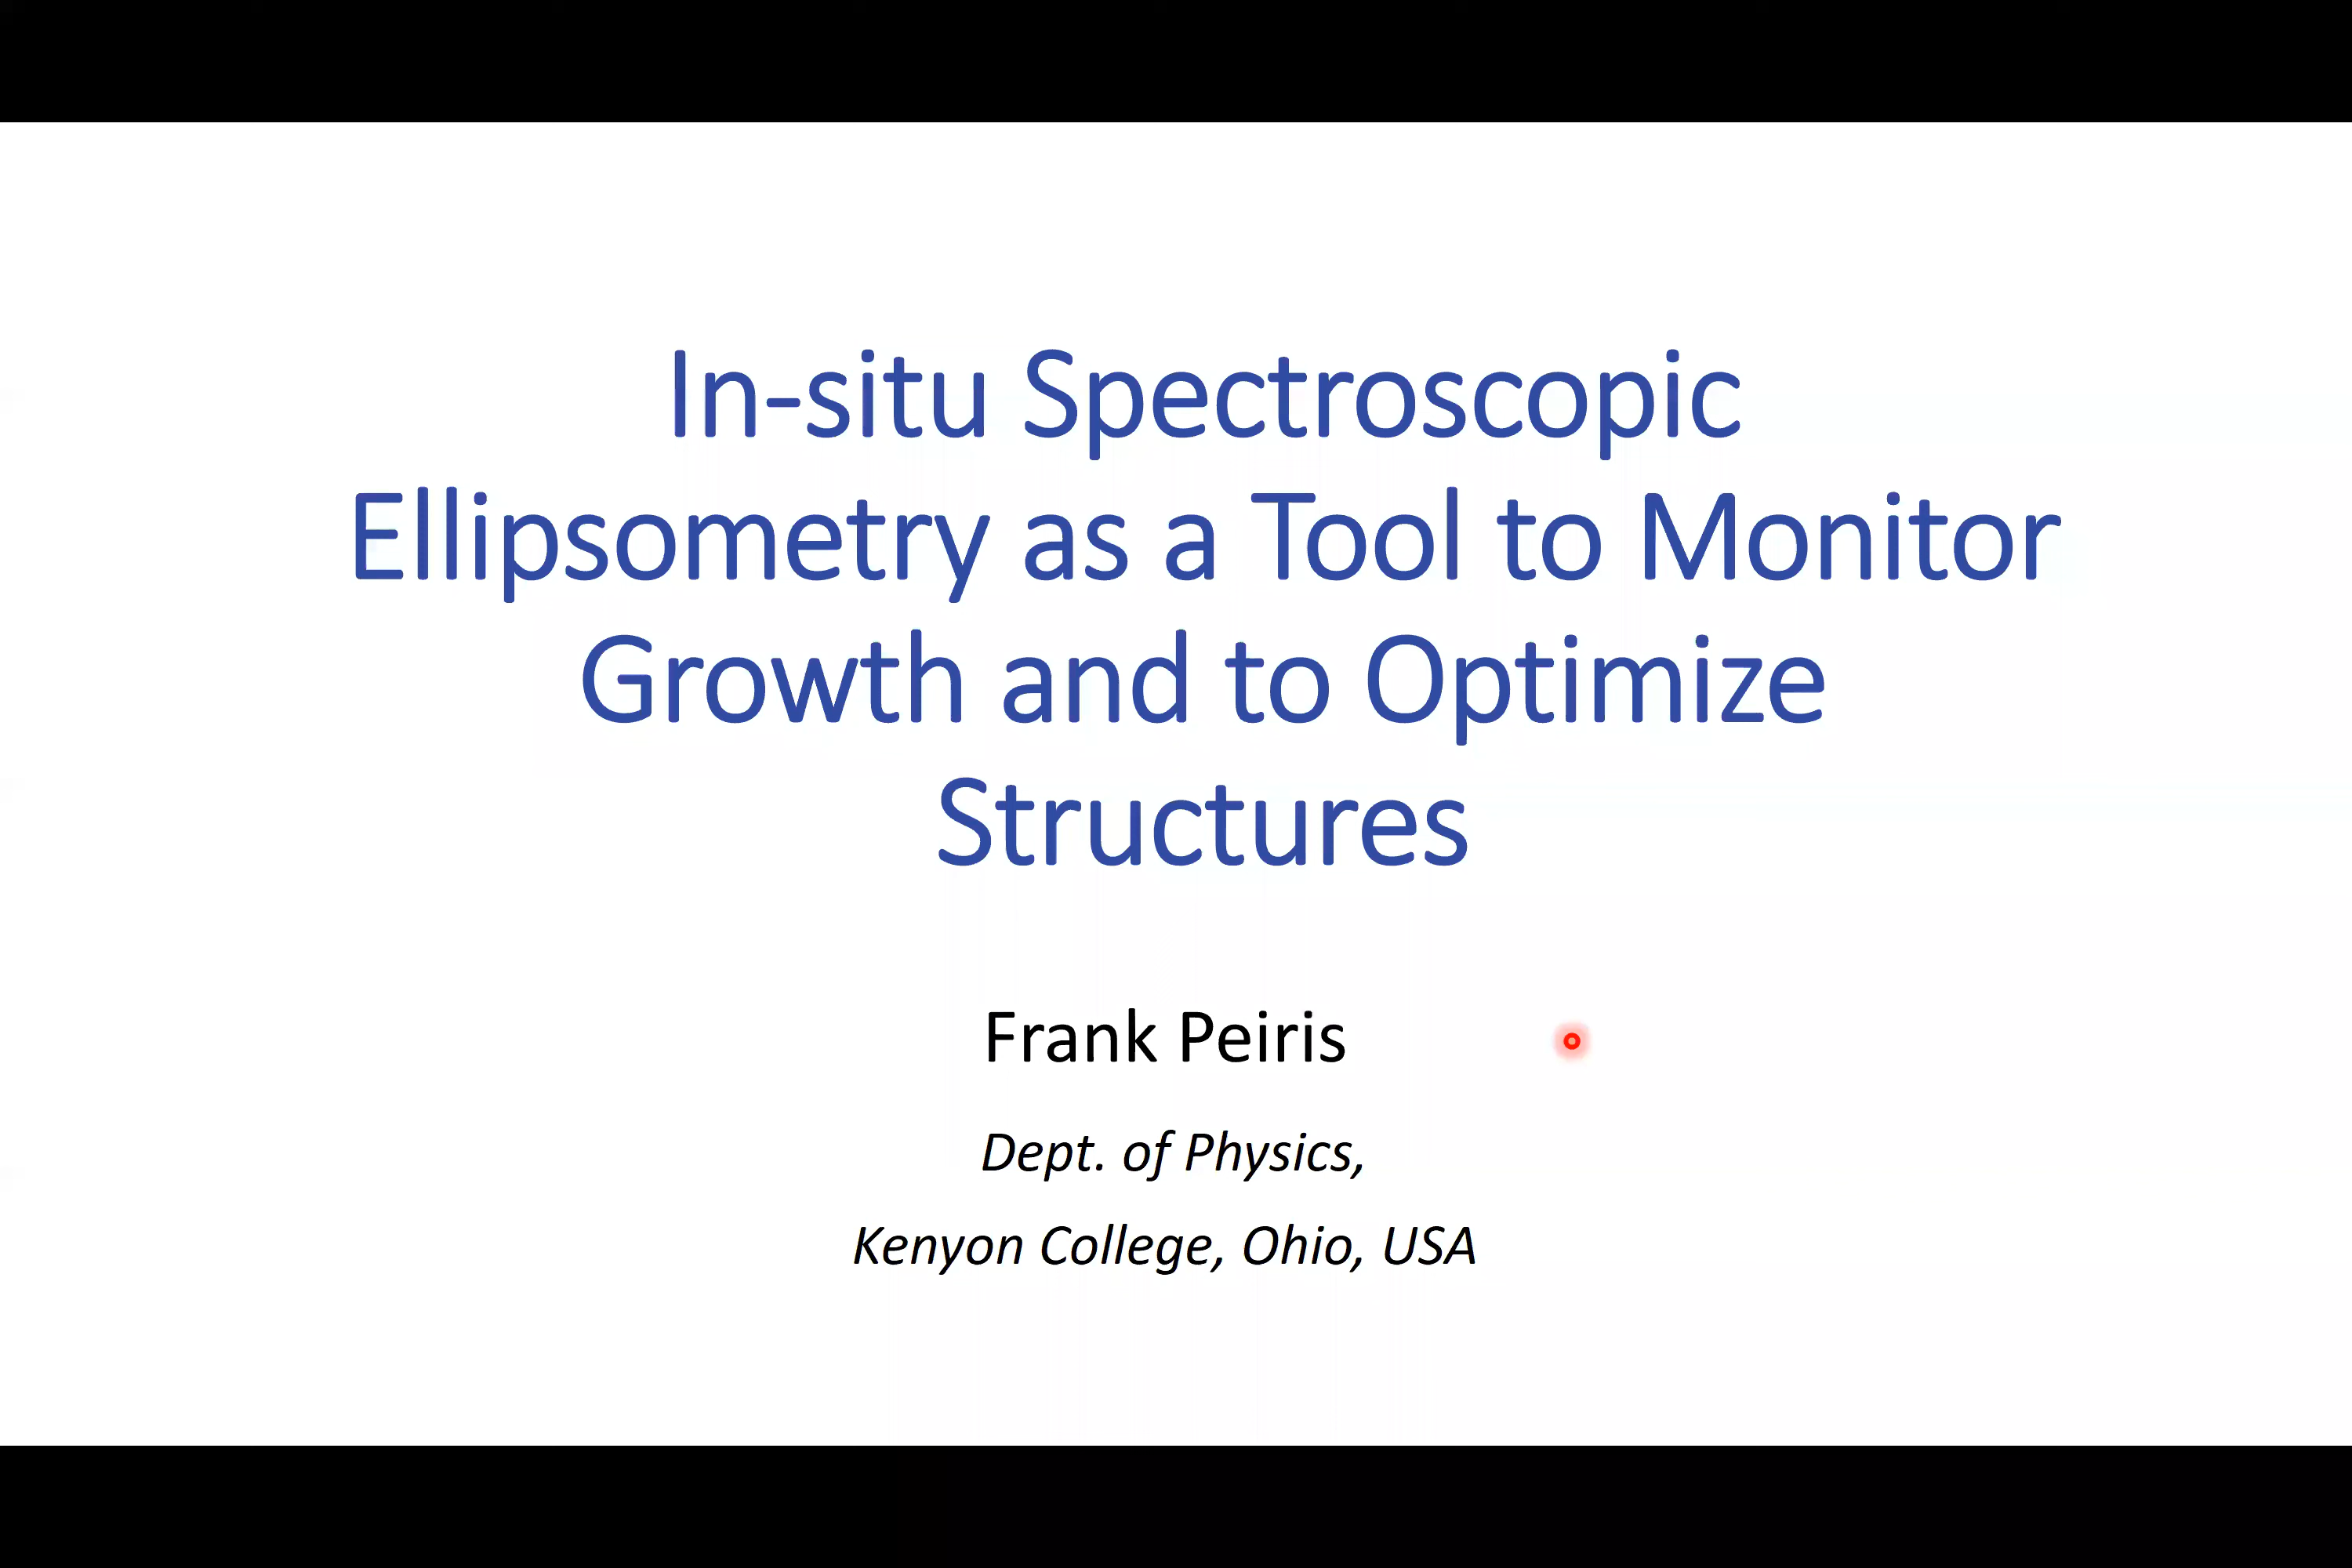 In-situ Spectroscopic
Ellipsometry as a Tool to Monitor
Growth and to Optimize
Structures
Frank Peiris
Dept. of Physics,
Kenyon College, Ohio, USA